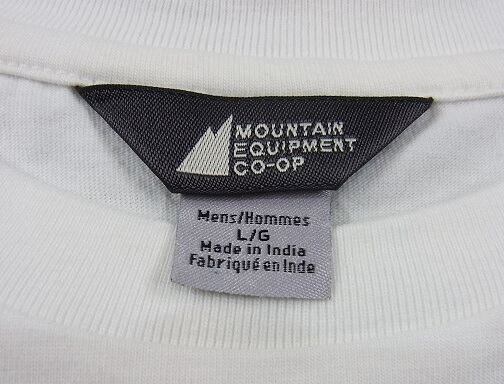 MOUNTAIN
EQUIPMENT
CO-OP
Mens/Hommes
L/G
Made in India
Fabriqué en Inde